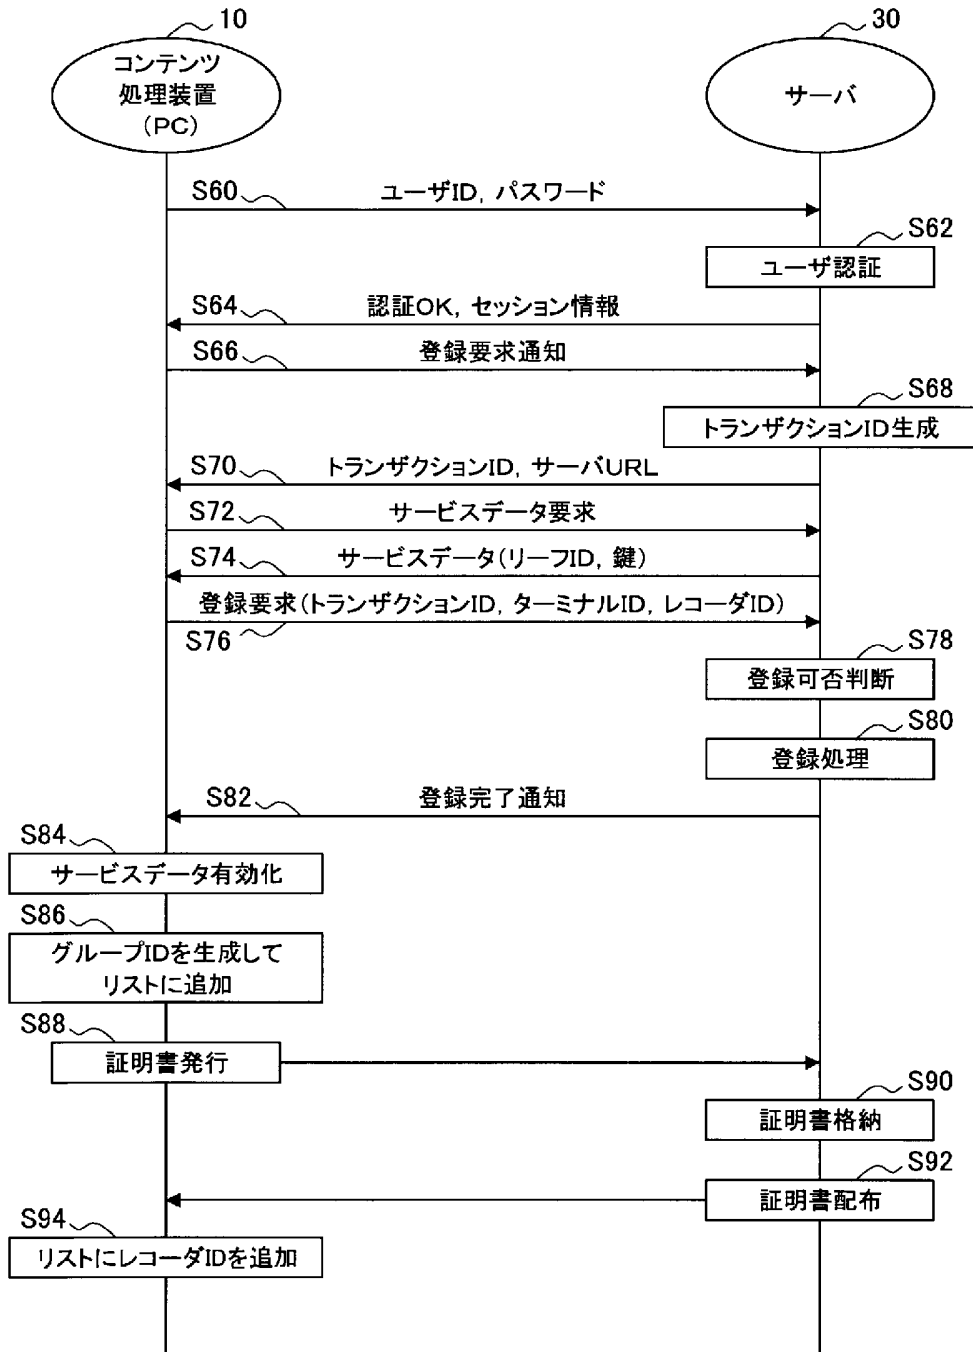 10
コンテンツ
処理装置
(PC)
30
サーバ
S60
ユーザID, パスワード
S62
ユーザ認証
S64
認証OK, セッション情報
S66
登録要求通知
S68
トランザクションID生成
S70
トランザクションID, サーバURL
S72
サービスデータ要求
S74
サービスデータ(リーフID, 鍵)
登録要求(トランザクションID, ターミナルID, レコーダID)
S76
S78
登録可否判断
S80
登録処理
S82
登録完了通知
S84
サービスデータ有効化
S86
グループIDを生成して
リストに追加
S88
証明書発行
S90
証明書格納
S92
証明書配布
S94
リストにレコーダIDを追加